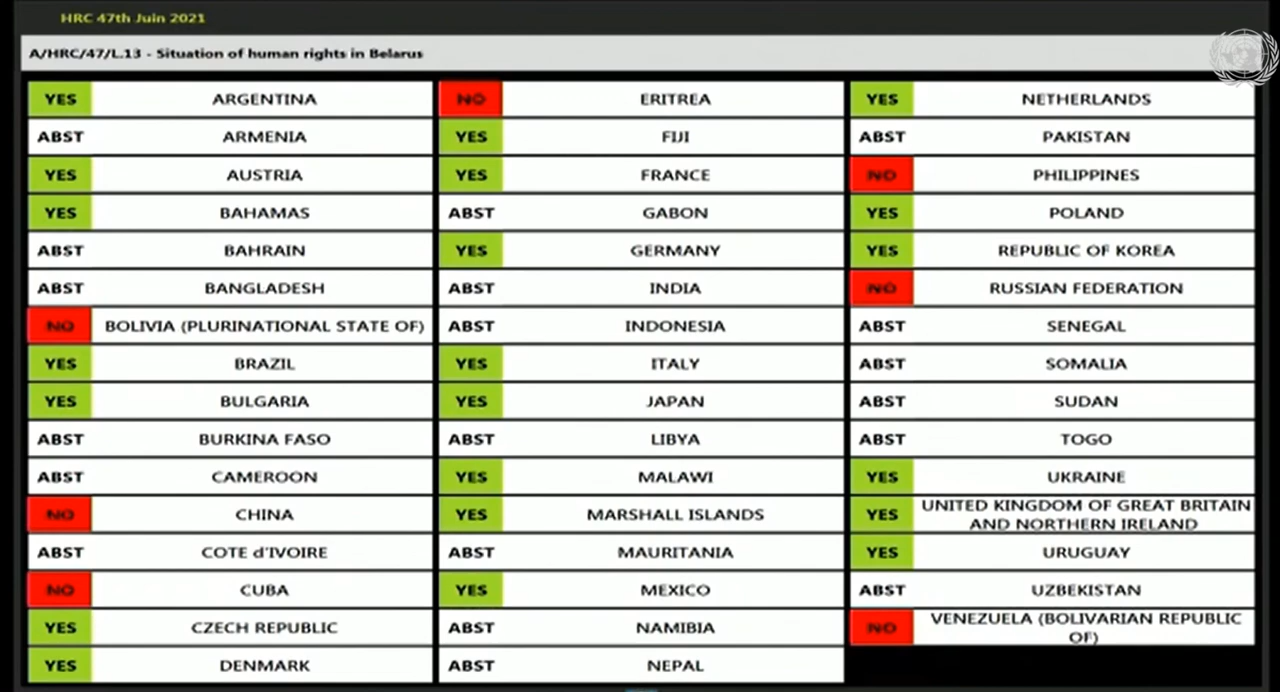 HRC 47th Juin 2021
A/HRC/47/L.13 - Situation of human rights in Belarus
YES ARGENTINA
ABST ARMENIA
YES AUSTRIA
YES BAHAMAS
ABST BAHRAIN
ABST BANGLADESH
NO BOLIVIA (PLURINATIONAL STATE OF)
YES BRAZIL
YES BULGARIA
ABST BURKINA FASO
ABST CAMEROON
NO CHINA
ABST COTE d'IVOIRE
NO CUBA
YES CZECH REPUBLIC
YES DENMARK
NO ERITREA
YES FIJI
YES FRANCE
ABST GABON
YES GERMANY
ABST INDIA
ABST INDONESIA
YES ITALY
YES JAPAN
ABST LIBYA
YES MALAWI
YES MARSHALL ISLANDS
ABST MAURITANIA
YES MEXICO
ABST NAMIBIA
ABST NEPAL
YES NETHERLANDS
ABST PAKISTAN
NO PHILIPPINES
YES POLAND
YES REPUBLIC OF KOREA
NO RUSSIAN FEDERATION
ABST SENEGAL
ABST SOMALIA
ABST SUDAN
ABST TOGO
YES UKRAINE
YES UNITED KINGDOM OF GREAT BRITAIN
AND NORTHERN IRELAND
YES URUGUAY
ABST UZBEKISTAN
NO VENEZUELA (BOLIVARIAN REPUBLIC
OF)